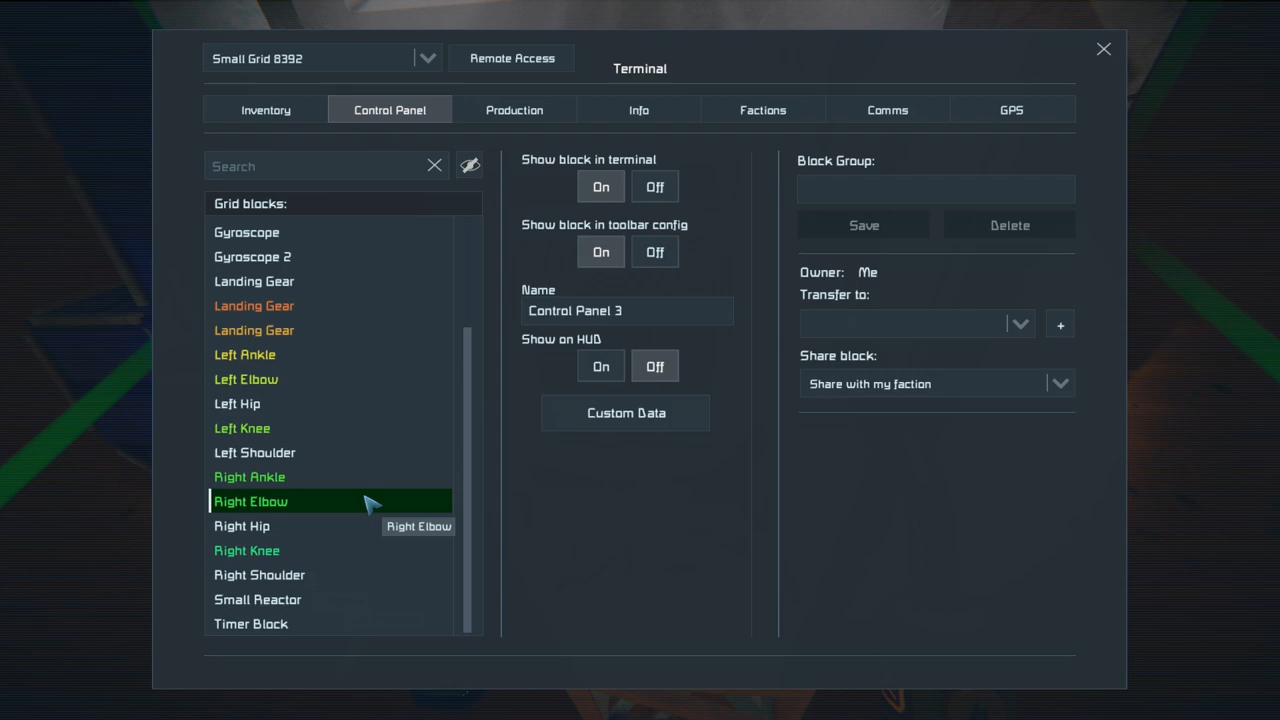 Small Grid 8392
Remote Access
Terminal
Inventory
Control Panel
Production
Info
Factions
Comms
GPS
Search
Grid blocks:
Gyroscope
Gyroscope 2
Landing Gear
Landing Gear
Landing Gear
Left Ankle
Left Elbow
Left Hip
Left Knee
Left Shoulder
Right Ankle
Right Elbow
Right Hip
Right Elbow
Right Knee
Right Shoulder
Small Reactor
Timer Block
Show block in terminal
On Off
Show block in toolbar config
On Off
Name
Control Panel 3
Show on HUD
On Off
Custom Data
Block Group:
Save Delete
Owner: Me
Transfer to:
+
Share block:
Share with my faction